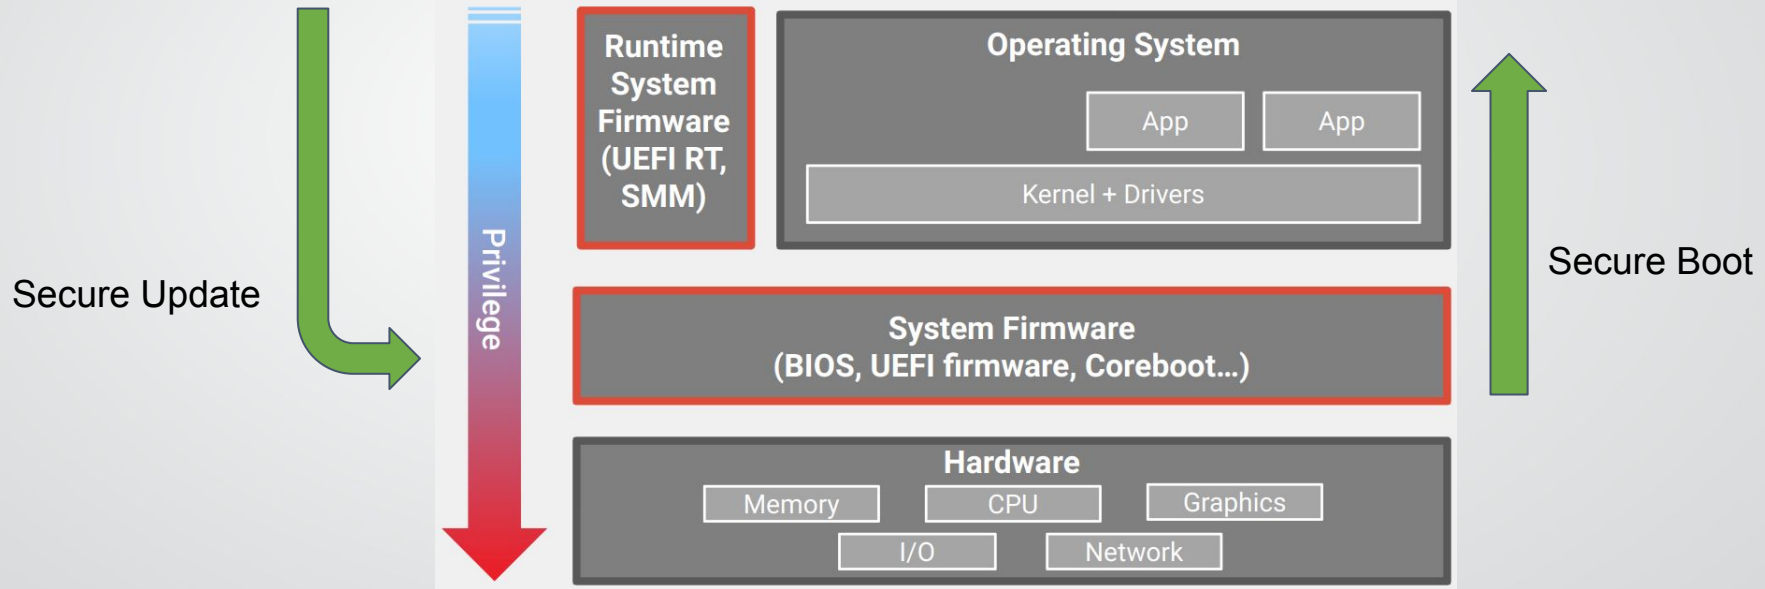 Secure Update
Privilege
Runtime
System
Firmware
(UEFI RT,
SMM)
Operating System
App
App
Kernel + Drivers
System Firmware
(BIOS, UEFI firmware, Coreboot...)
Hardware
Memory
CPU
Graphics
I/O
Network
Secure Boot